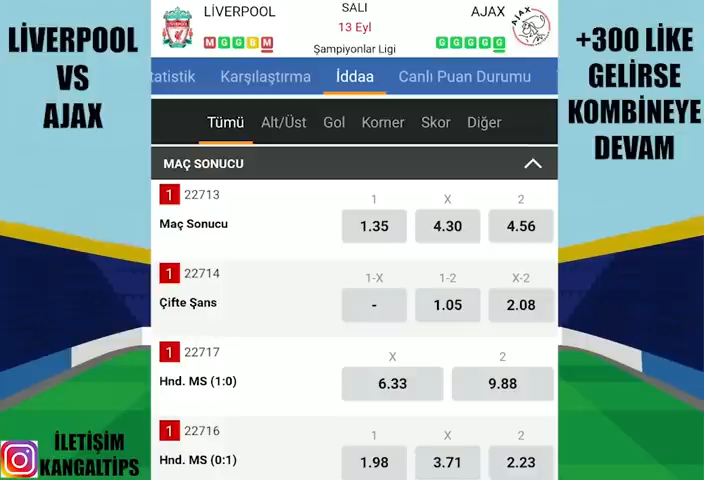 LİVERPOOL
VS
AJAX
LİVERPOOL
M G G B M
SALI
13 Eyl
Şampiyonlar Ligi
AJAX
G G G G G
+300 LİKE
GELİRSE
KOMBİNEYE
DEVAM
tatistik Karşılaştırma İddaa Canlı Puan Durumu
Tümü Alt/Üst Gol Korner Skor Diğer
MAÇ SONUCU
1 22713
Maç Sonucu
1 X 2
1.35 4.30 4.56
1 22714
Çifte Şans
1-X 1-2 X-2
- 1.05 2.08
1 22717
Hnd. MS (1:0)
X 2
6.33 9.88
1 22716
Hnd. MS (0:1)
1 X 2
1.98 3.71 2.23
İLETİŞİM
KANGALTİPS